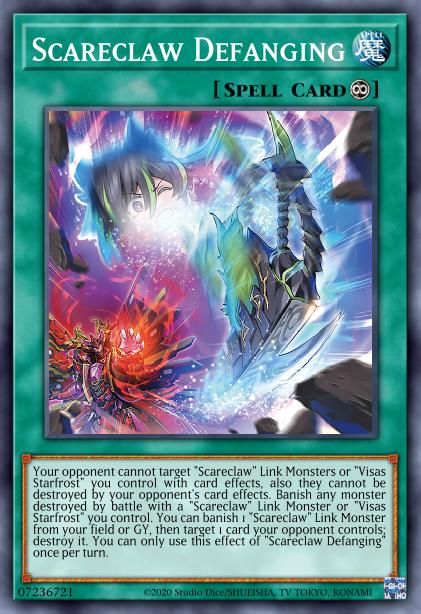 Scareclaw Defanging
SPELL
魔
[Spell Card]
Your opponent cannot target "Scareclaw" Link Monsters or "Visas
Starfrost" you control with card effects, also they cannot be
destroyed by your opponent's card effects. Banish any monster
destroyed by battle with a "Scareclaw" Link Monster or "Visas
Starfrost" you control. You can banish 1 "Scareclaw" Link Monster
from your field or GY, then target 1 card your opponent controls;
destroy it. You can only use this effect of "Scareclaw Defanging"
once per turn.
07236721
©2020 Studio Dice/SHUEISHA, TV TOKYO, KONAMI